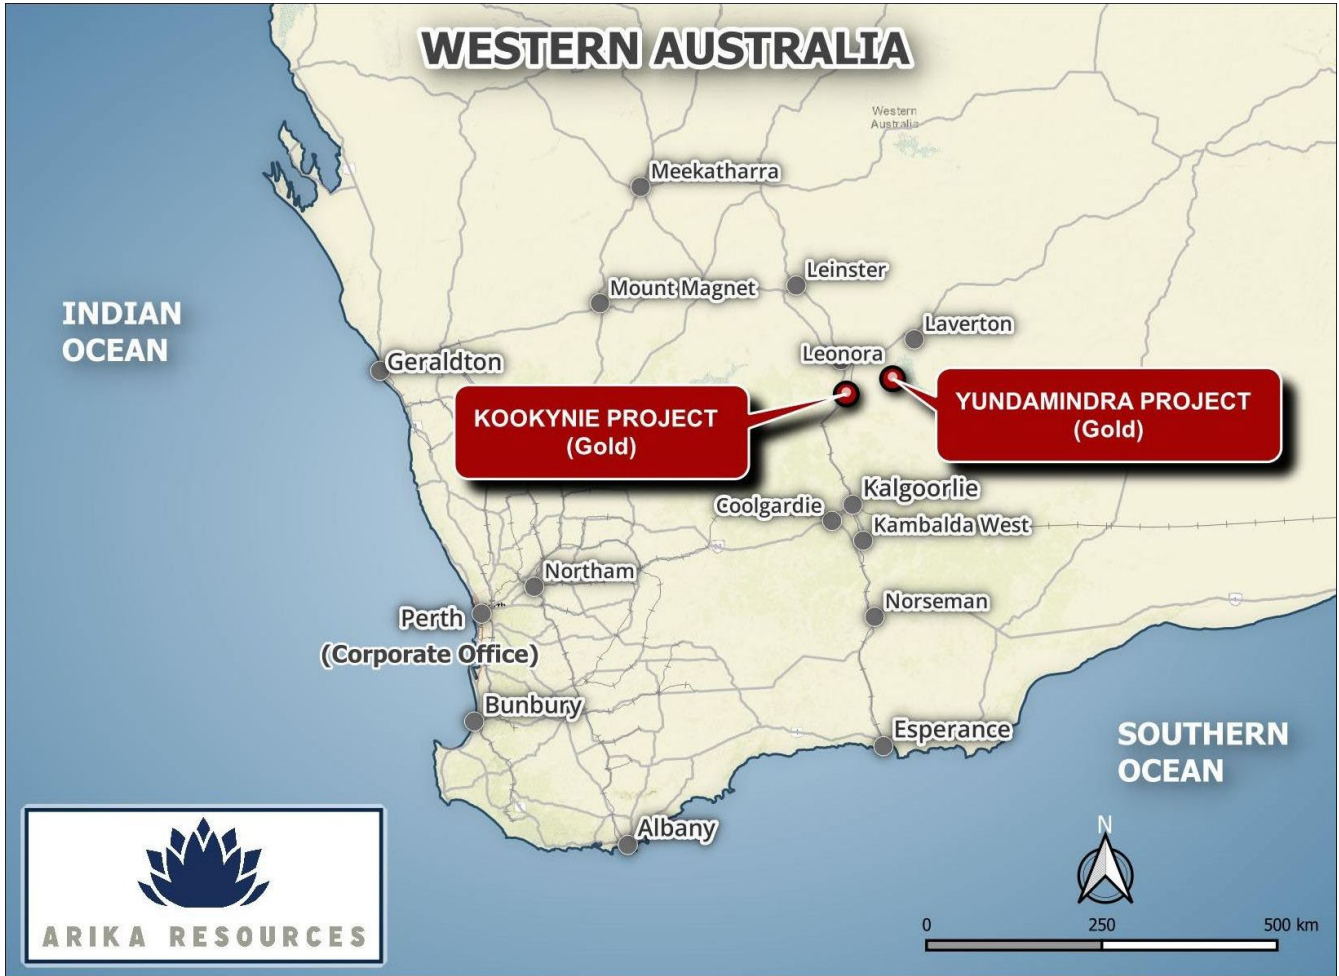 WESTERN AUSTRALIA
Western
Australia
Meekatharra
Leinster
Mount Magnet
INDIAN
OCEAN
Laverton
Leonora
Geraldton
KOOKYNIE PROJECT
(Gold)
YUNDAMINDRA PROJECT
(Gold)
Kalgoorlie
Coolgardie
Kambalda West
Northam
Norseman
Perth
(Corporate Office)
Bunbury
Esperance
SOUTHERN
OCEAN
Albany
N
ARIKA RESOURCES
0 250 500 km